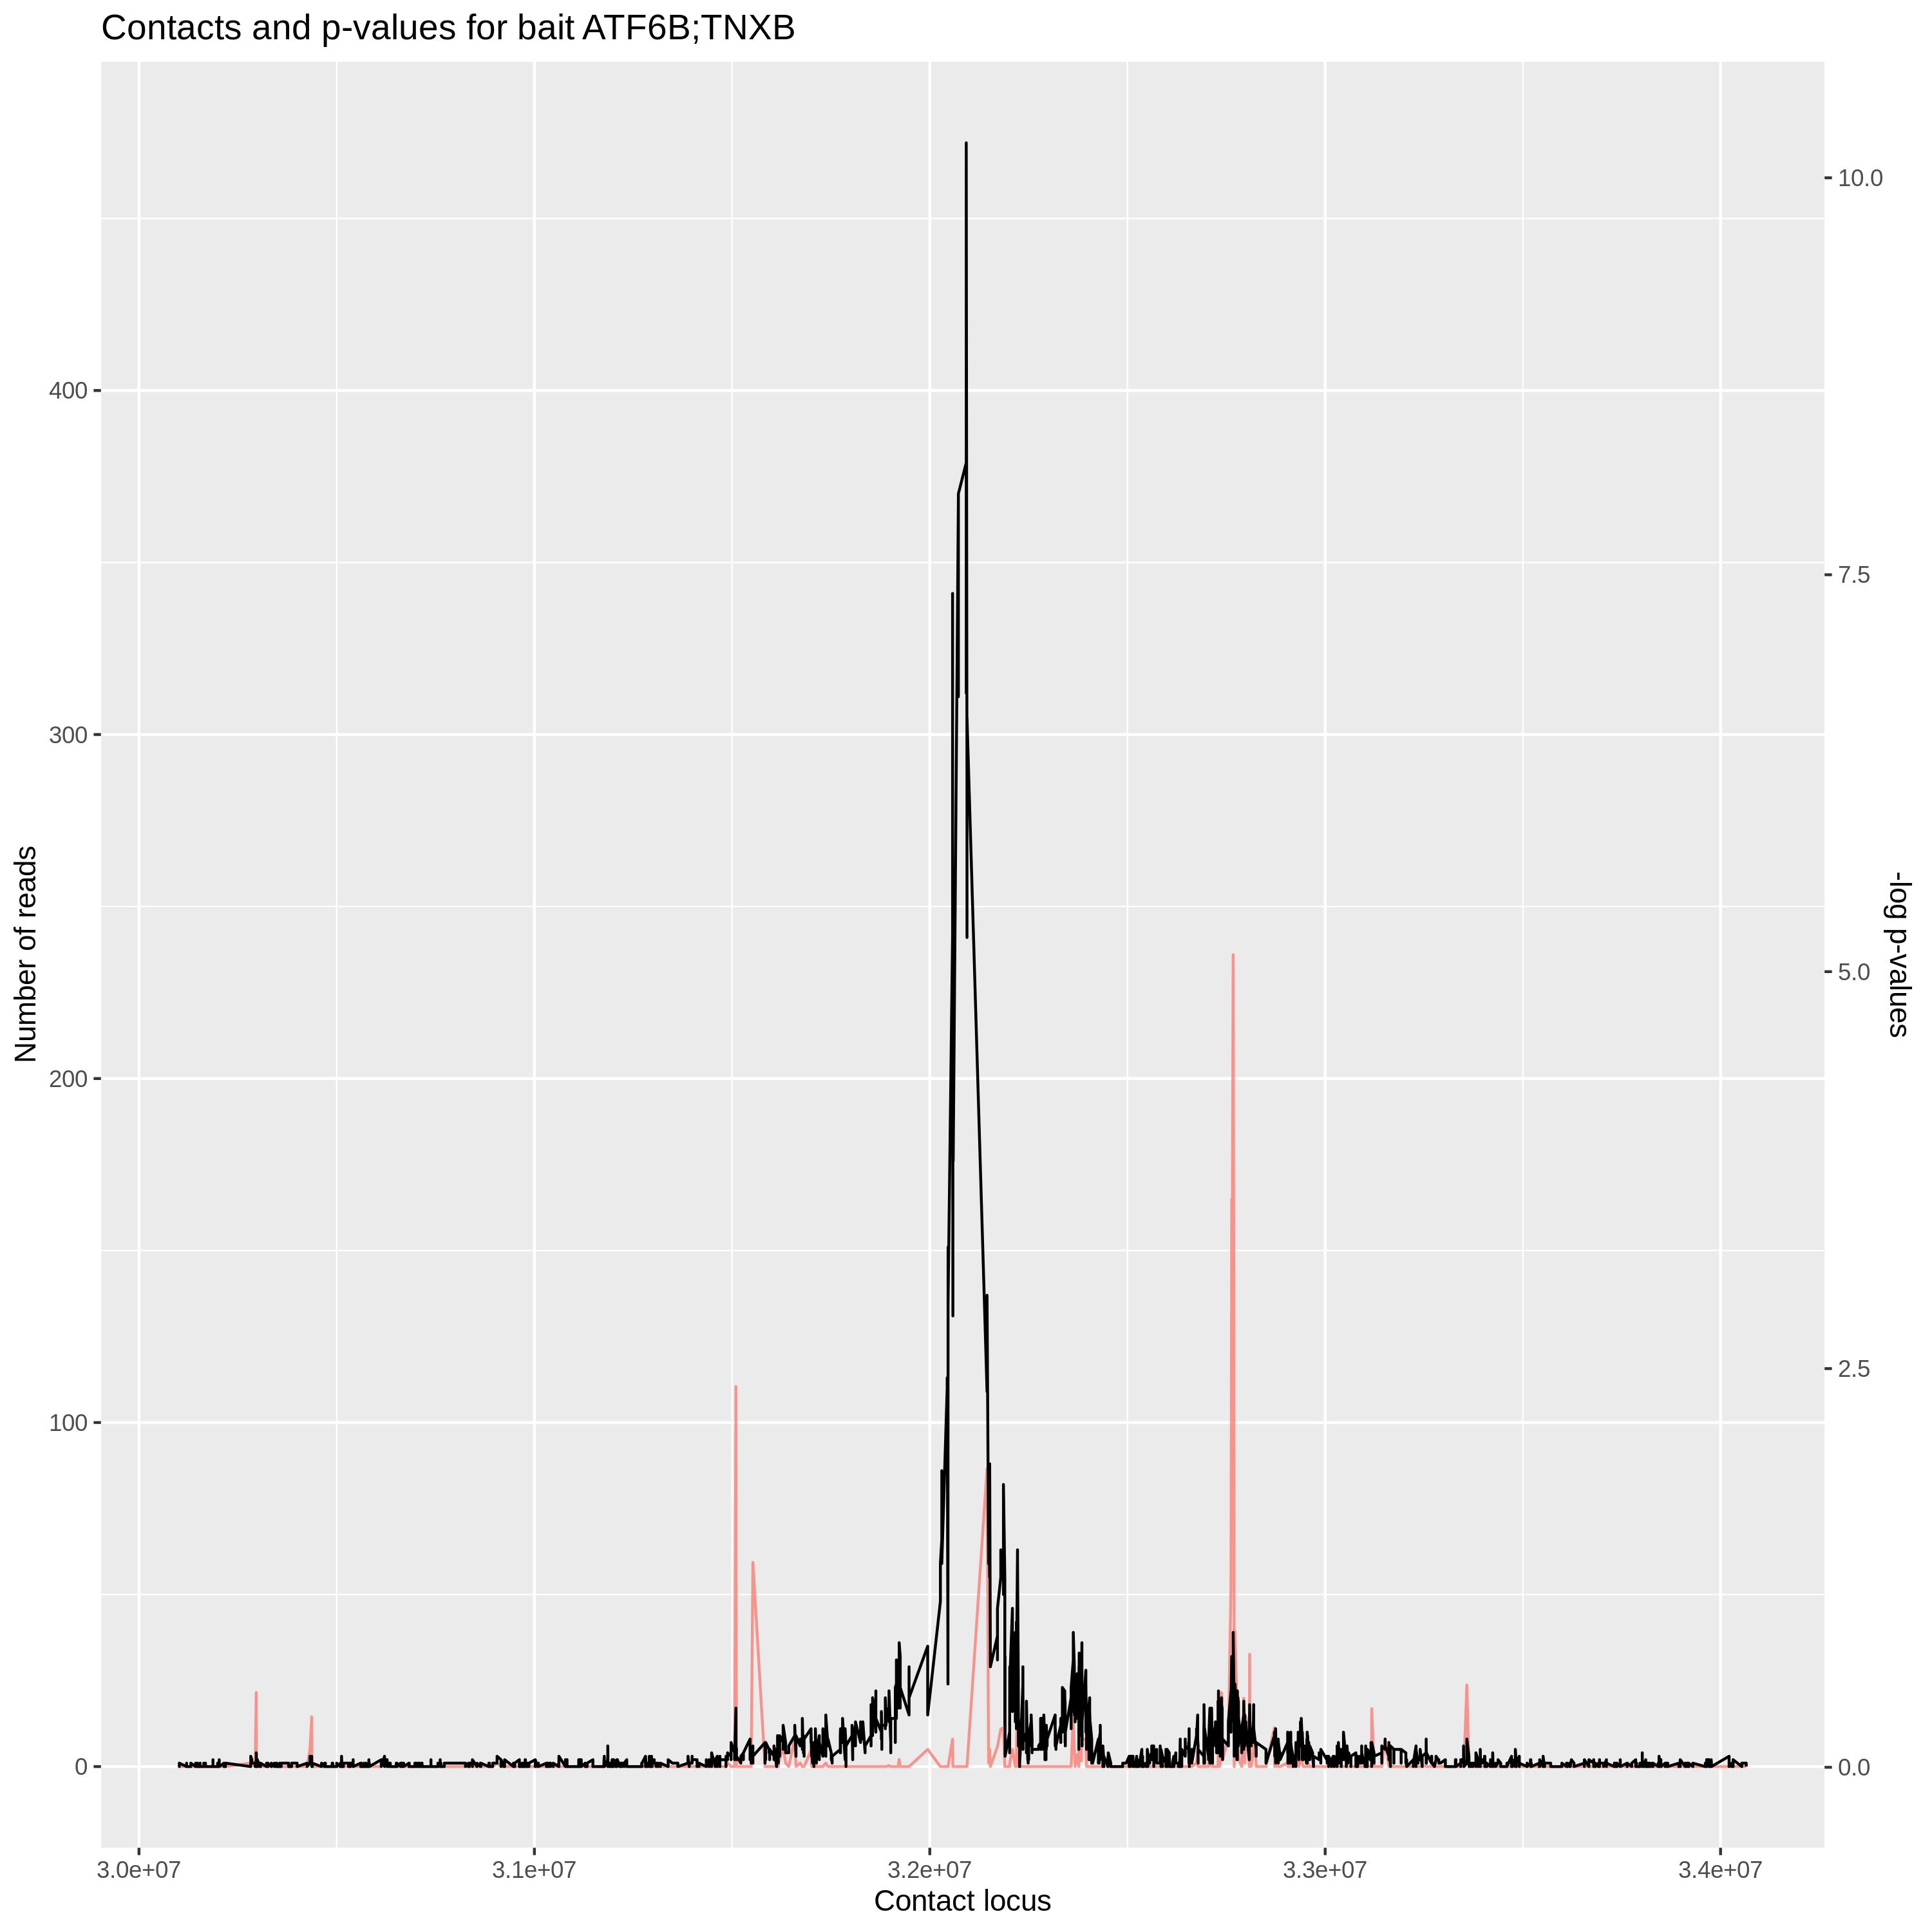 Contacts and p-values for bait ATF6B;TNXB
10.0
400
7.5
300
Number of reads
-log p-values
5.0
200
2.5
100
0
0.0
3.0e+07
3.1e+07
3.2e+07
3.3e+07
3.4e+07
Contact locus